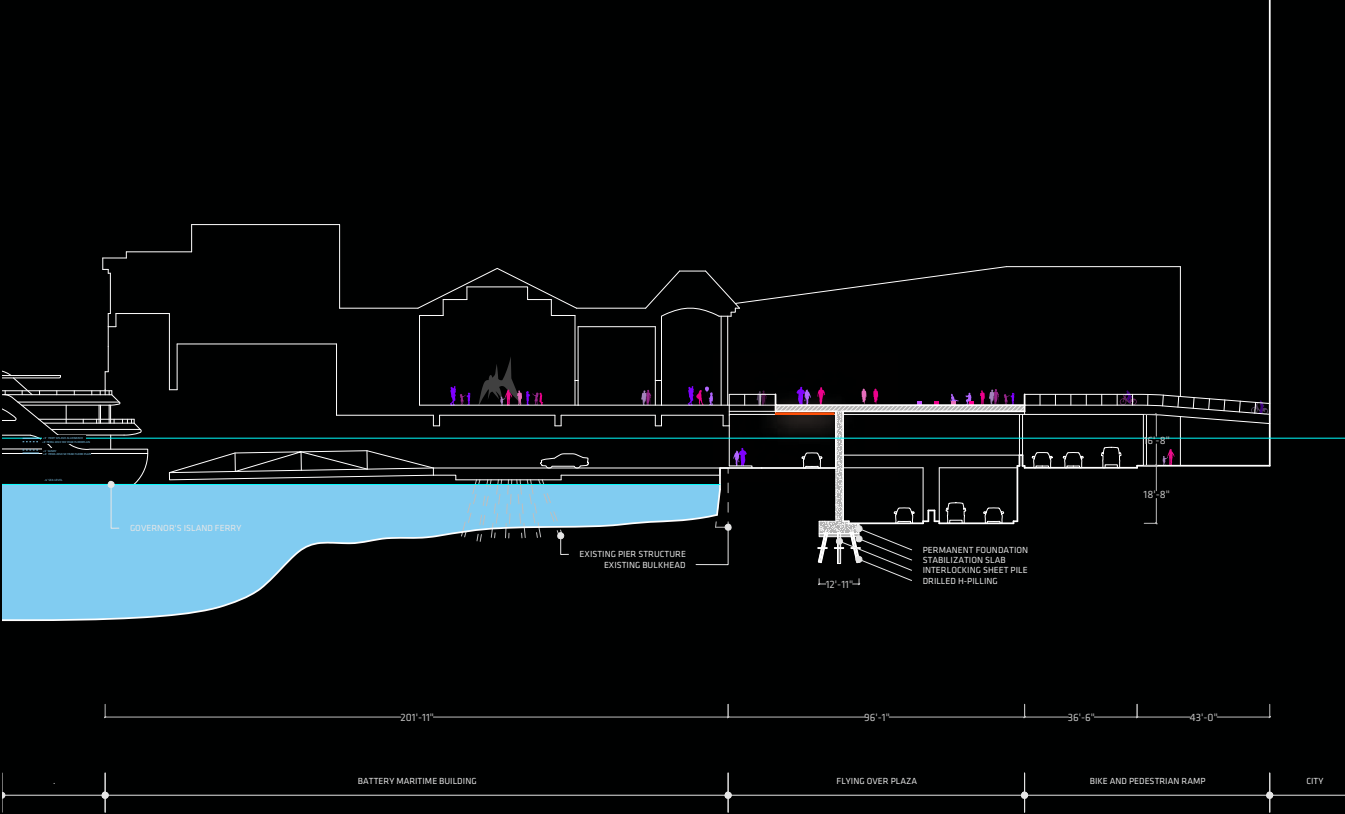 6'-8"
18'-8"
GOVERNOR'S ISLAND FERRY
EXISTING PIER STRUCTURE
EXISTING BULKHEAD
PERMANENT FOUNDATION
STABILIZATION SLAB
INTERLOCKING SHEET PILE
DRILLED H-PILLING
12'-11"
201'-11"
96'-1"
36'-6"
43'-0"
BATTERY MARITIME BUILDING
FLYING OVER PLAZA
BIKE AND PEDESTRIAN RAMP
CITY